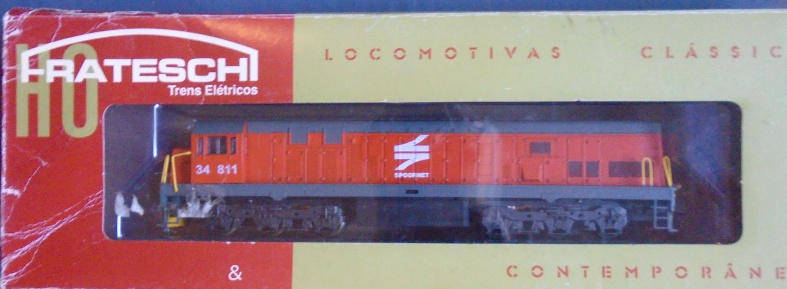 HO
FRATESCHI
Trens Elétricos
LOCOMOTIVAS CLÁSSIC
34 811
SPOORNET
&
CONTEMPORÂNE